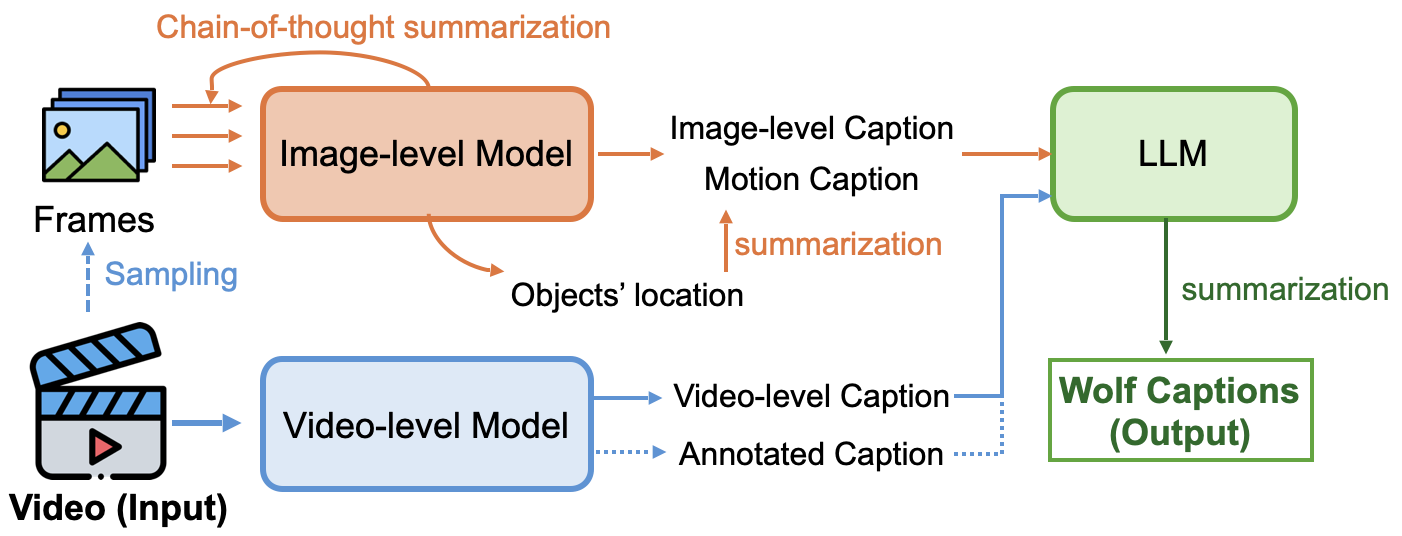 Chain-of-thought summarization
Image-level Model
Image-level Caption
Motion Caption
LLM
Frames
Sampling
summarization
Objects’ location
summarization
Video-level Model
Video-level Caption
Annotated Caption
Wolf Captions
(Output)
Video (Input)